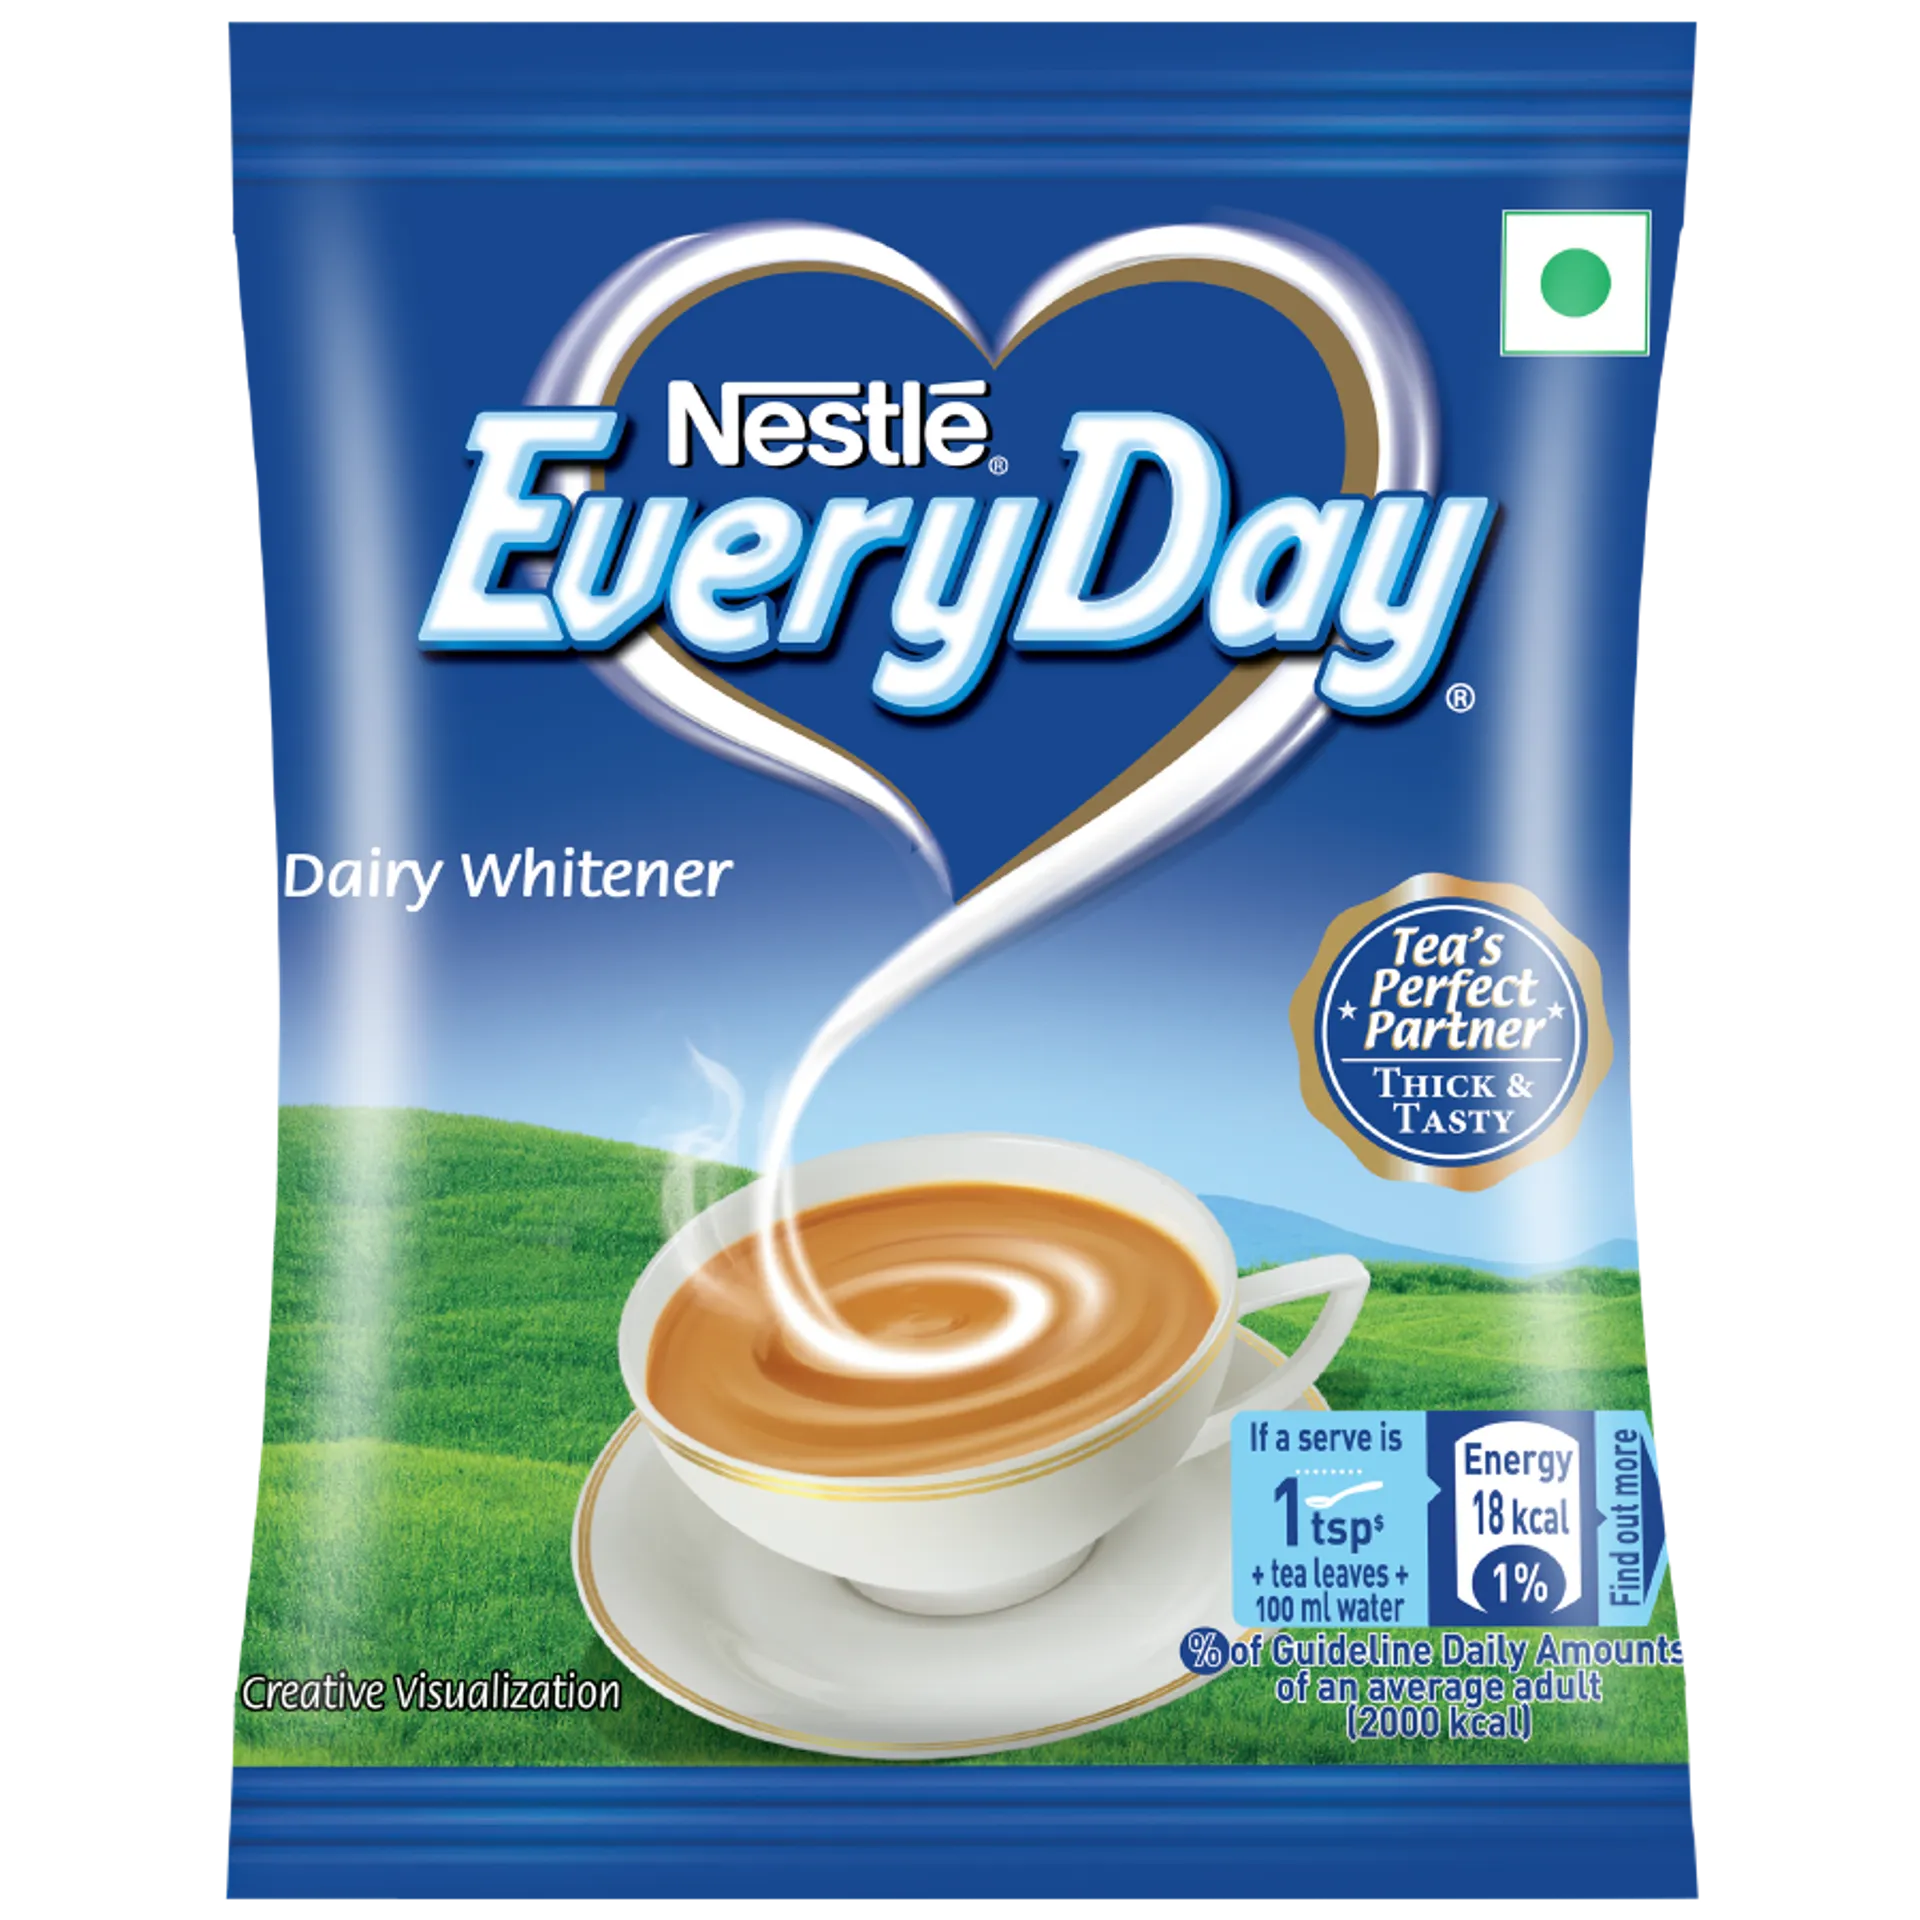 Nestlé®
EveryDay®
Dairy Whitener
Tea's
Perfect
Partner
THICK &
TASTY
If a serve is
1 tsp$
+ tea leaves +
100 ml water
Energy
18 kcal
1%
Find out more
% of Guideline Daily Amounts
of an average adult
(2000 kcal)
Creative Visualization